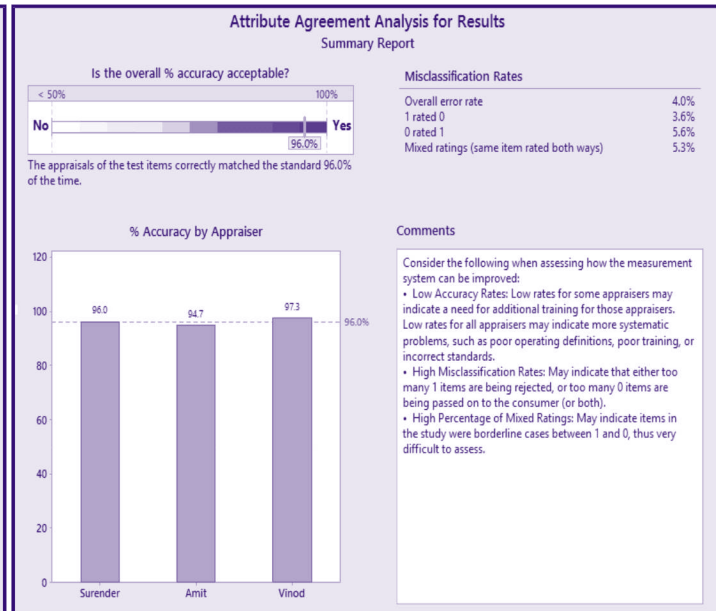 Attribute Agreement Analysis for Results
Summary Report
Is the overall % accuracy acceptable?
< 50% 100%
No Yes
96.0%
The appraisals of the test items correctly matched the standard 96.0%
of the time.
Misclassification Rates
Overall error rate 4.0%
1 rated 0 3.6%
0 rated 1 5.6%
Mixed ratings (same item rated both ways) 5.3%
% Accuracy by Appraiser
120
100
80
60
40
20
0
96.0
94.7
97.3
96.0%
Surender Amit Vinod
Comments
Consider the following when assessing how the measurement
system can be improved:
• Low Accuracy Rates: Low rates for some appraisers may
indicate a need for additional training for those appraisers.
Low rates for all appraisers may indicate more systematic
problems, such as poor operating definitions, poor training, or
incorrect standards.
• High Misclassification Rates: May indicate that either too
many 1 items are being rejected, or too many 0 items are
being passed on to the consumer (or both).
• High Percentage of Mixed Ratings: May indicate items in
the study were borderline cases between 1 and 0, thus very
difficult to assess.